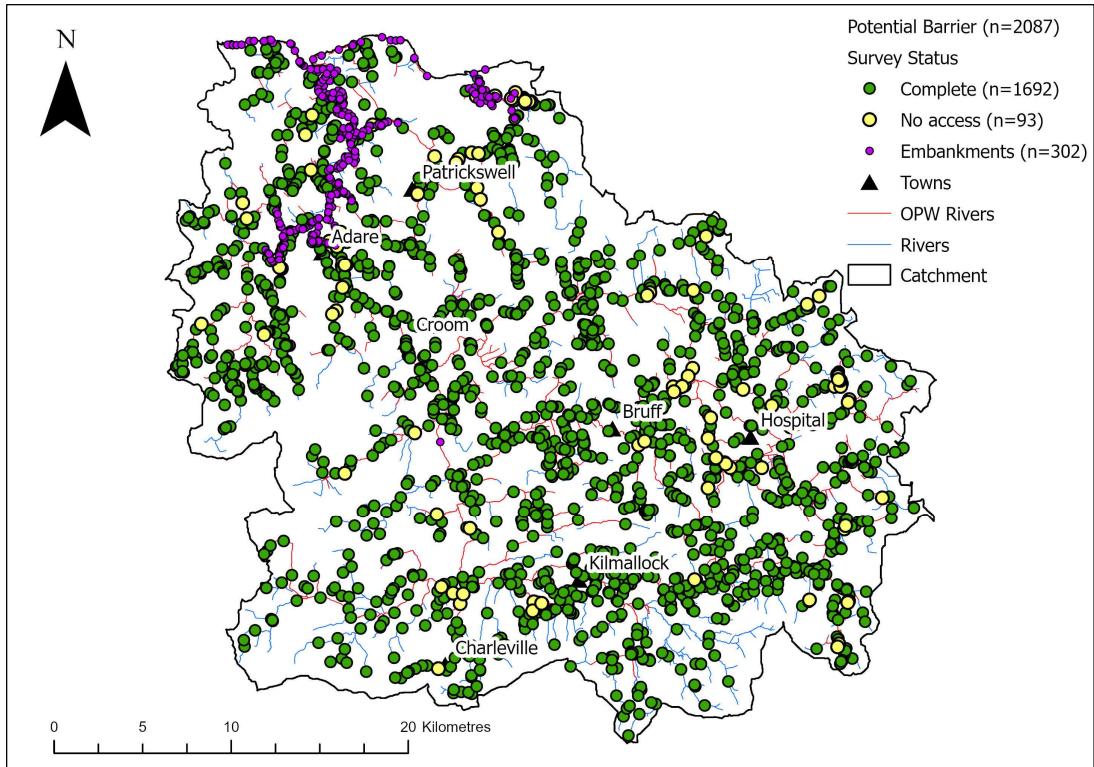 N
Potential Barrier (n=2087)
Survey Status
Complete (n=1692)
No access (n=93)
Embankments (n=302)
Towns
OPW Rivers
Rivers
Catchment
Patrickswell
Adare
Croom
Bruff
Hospital
Kilmallock
Charleville
0 5 10 20 Kilometres